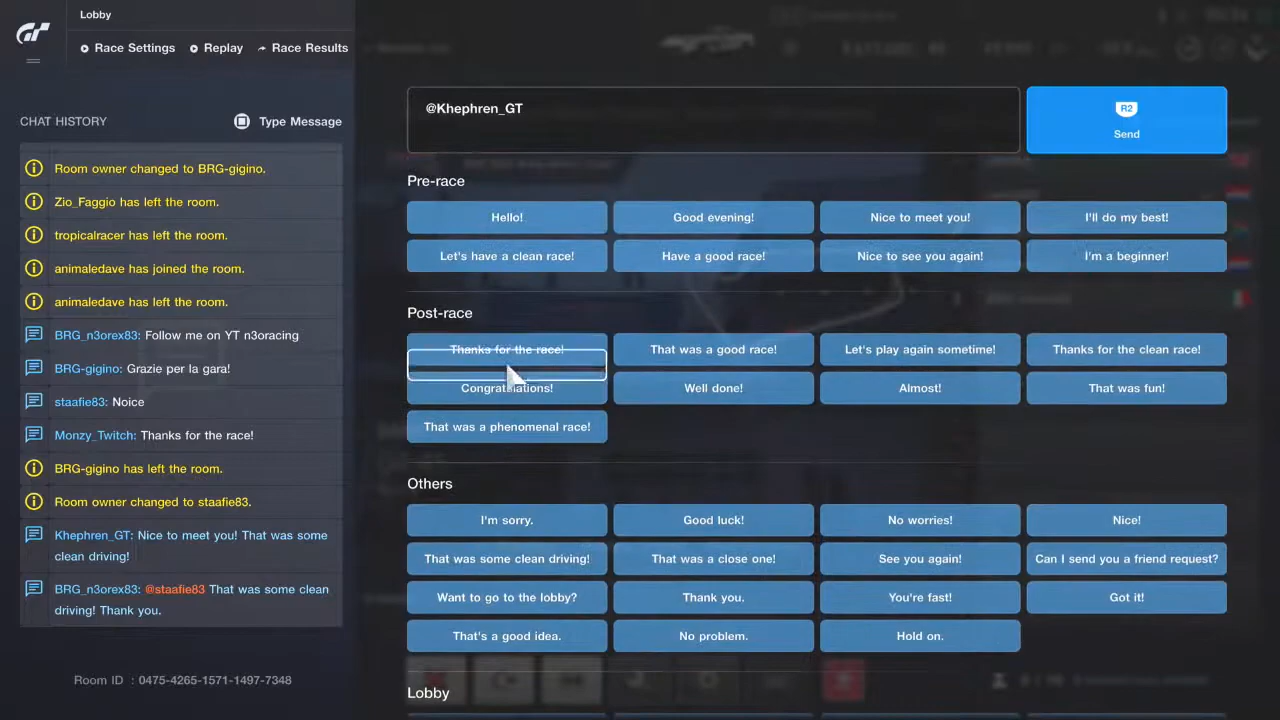 Lobby
Race Settings
Replay
Race Results
CHAT HISTORY
Type Message
Room owner changed to BRG-gigino.
Zio_Faggio has left the room.
tropicalracer has left the room.
animaledave has joined the room.
animaledave has left the room.
BRG_n3orex83: Follow me on YT n3oracing
BRG-gigino: Grazie per la gara!
staafie83: Noice
Monzy_Twitch: Thanks for the race!
BRG-gigino has left the room.
Room owner changed to staafie83.
Khephren_GT: Nice to meet you! That was some
clean driving!
BRG_n3orex83: @staafie83 That was some clean
driving! Thank you.
Room ID : 0475-4265-1571-1497-7348
@Khephren_GT
R2
Send
Pre-race
Hello!
Good evening!
Nice to meet you!
I'll do my best!
Let's have a clean race!
Have a good race!
Nice to see you again!
I'm a beginner!
Post-race
Thanks for the race!
That was a good race!
Let's play again sometime!
Thanks for the clean race!
Congratulations!
Well done!
Almost!
That was fun!
That was a phenomenal race!
Others
I'm sorry.
Good luck!
No worries!
Nice!
That was some clean driving!
That was a close one!
See you again!
Can I send you a friend request?
Want to go to the lobby?
Thank you.
You're fast!
Got it!
That's a good idea.
No problem.
Hold on.
Lobby